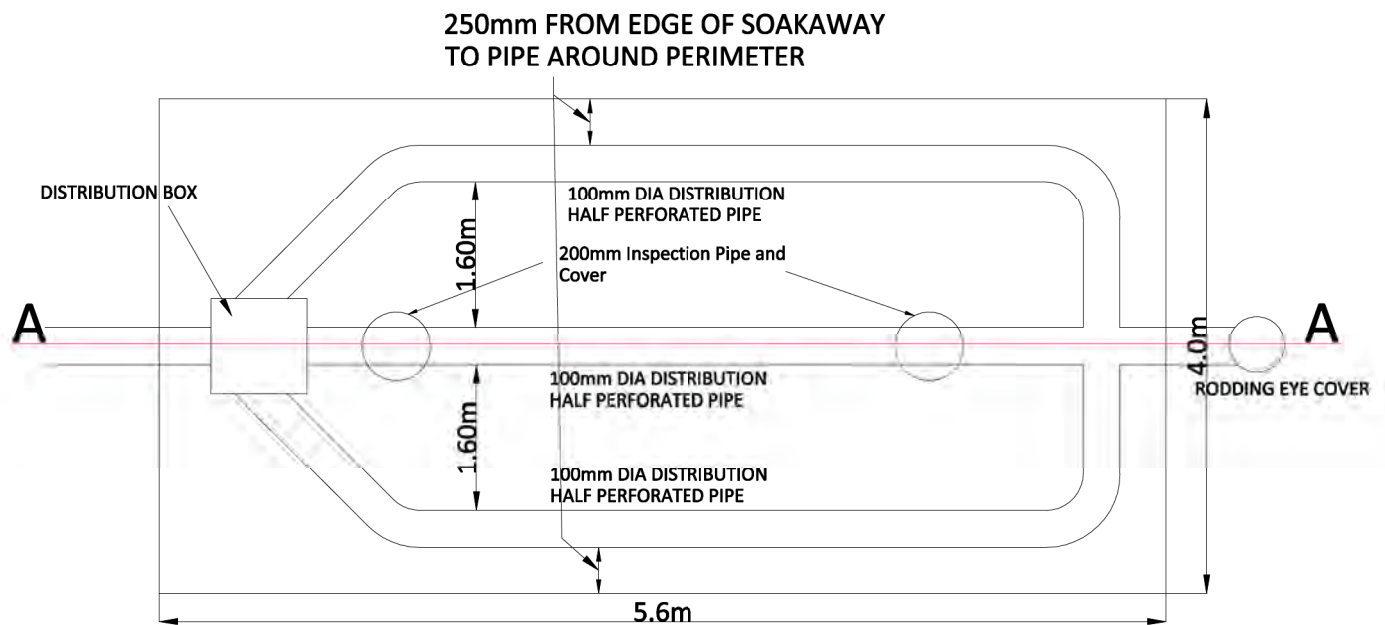 250mm FROM EDGE OF SOAKAWAY
TO PIPE AROUND PERIMETER
DISTRIBUTION BOX
100mm DIA DISTRIBUTION
HALF PERFORATED PIPE
1.60m
200mm Inspection Pipe and
Cover
A
A
4.0m
100mm DIA DISTRIBUTION
HALF PERFORATED PIPE
RODDING EYE COVER
1.60m
100mm DIA DISTRIBUTION
HALF PERFORATED PIPE
5.6m